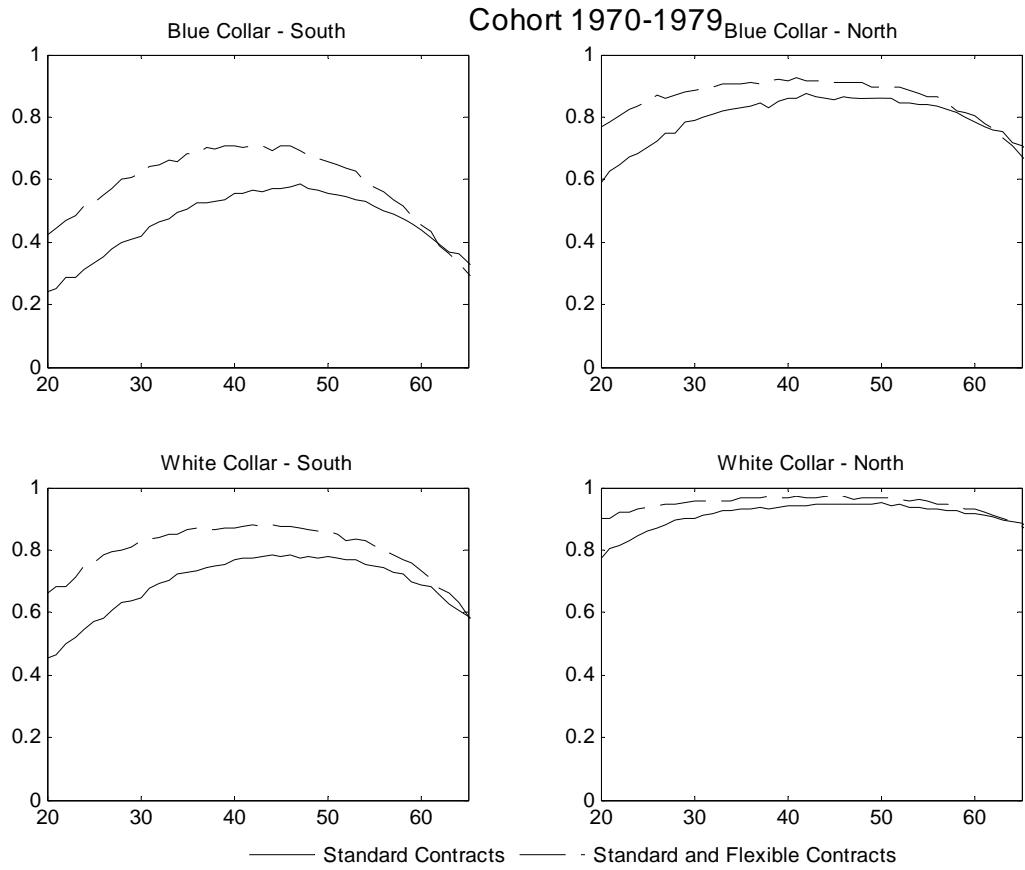 Cohort 1970-1979
Blue Collar - South
Blue Collar - North
1
0.8
0.6
0.4
0.2
0
20 30 40 50 60
1
0.8
0.6
0.4
0.2
0
20 30 40 50 60
White Collar - South
White Collar - North
1
0.8
0.6
0.4
0.2
0
20 30 40 50 60
1
0.8
0.6
0.4
0.2
0
20 30 40 50 60
Standard Contracts
Standard and Flexible Contracts